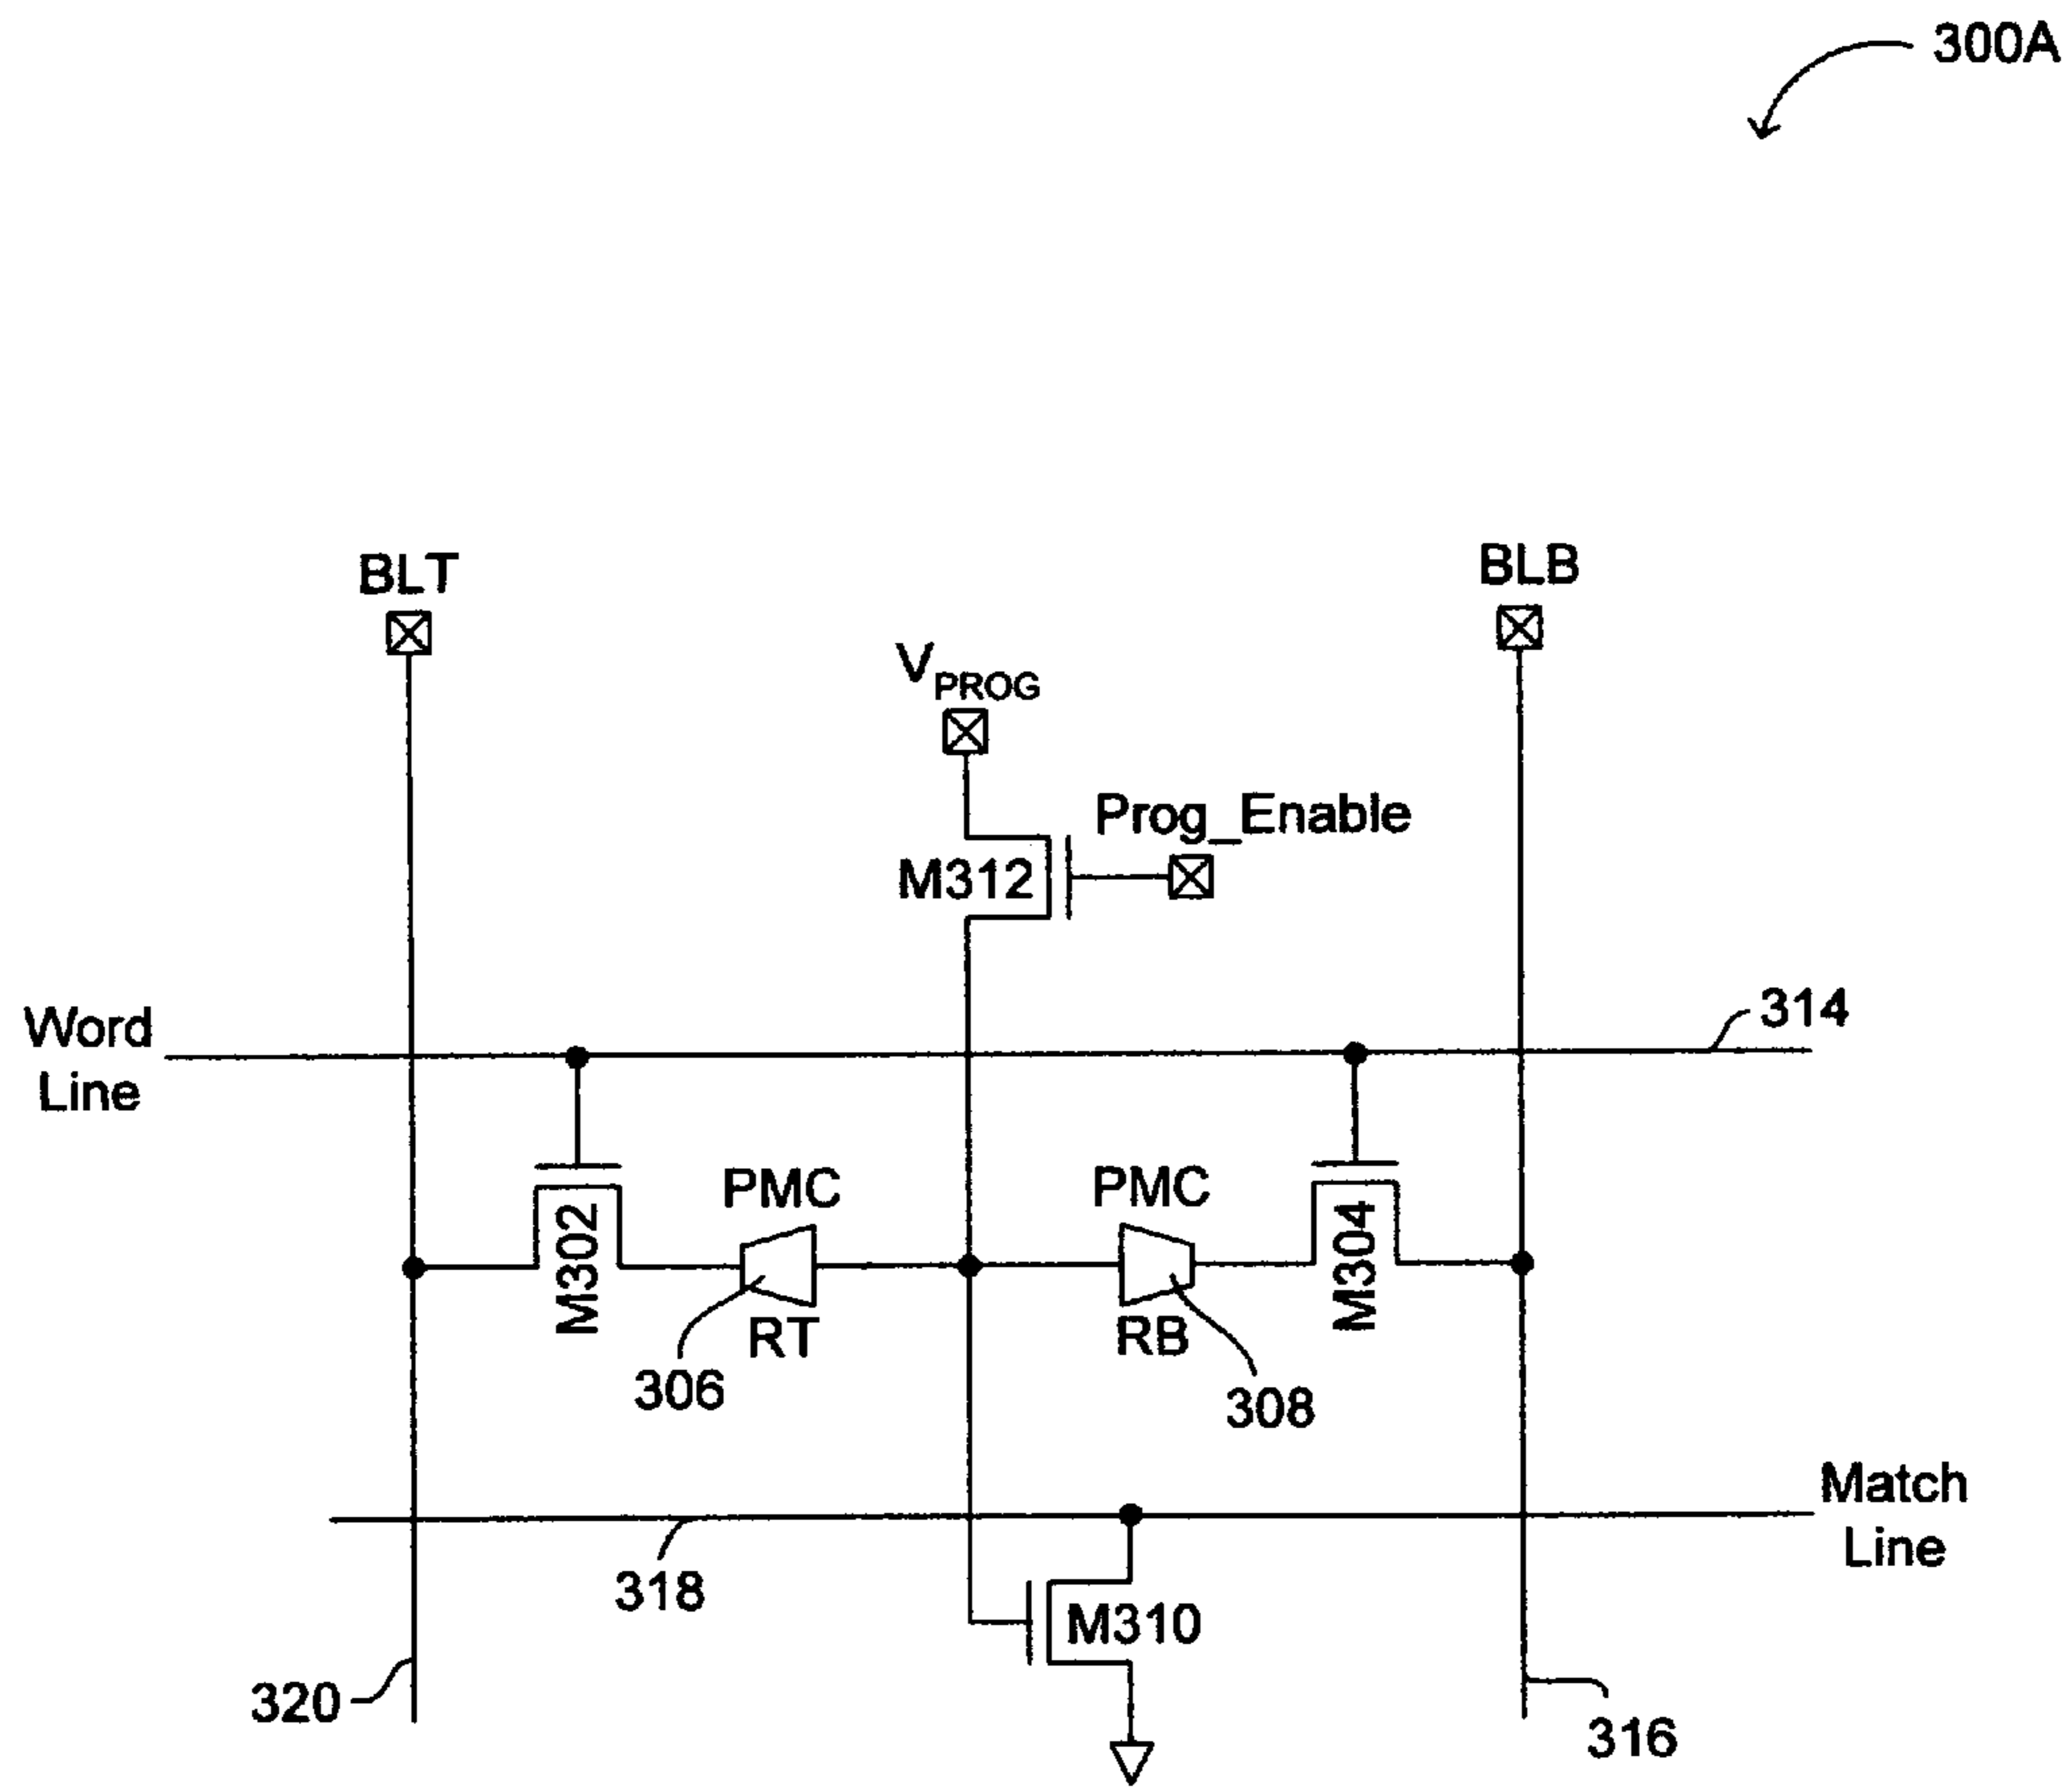 300A
BLT
BLB
VPROG
Prog_Enable
M312
Word
Line
314
PMC
PMC
M302
M304
RT
RB
306
308
Match
Line
318
M310
320
316